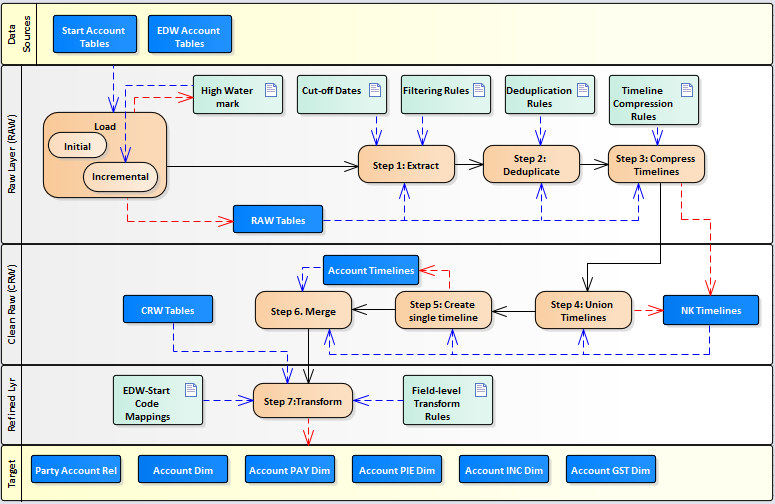 Data
Sources
Start Account
Tables
EDW Account
Tables
Raw Layer (RAW)
High Water
mark
Cut-off Dates
Filtering Rules
Deduplication
Rules
Timeline
Compression
Rules
Load
Initial
Incremental
Step 1: Extract
Step 2:
Deduplicate
Step 3: Compress
Timelines
RAW Tables
Clean Raw (CRW)
Account Timelines
CRW Tables
Step 6. Merge
Step 5: Create
single timeline
Step 4: Union
Timelines
NK Timelines
Refined Lyr
EDW-Start
Code
Mappings
Step 7:Transform
Field-level
Transform
Rules
Target
Party Account Rel
Account Dim
Account PAY Dim
Account PIE Dim
Account INC Dim
Account GST Dim